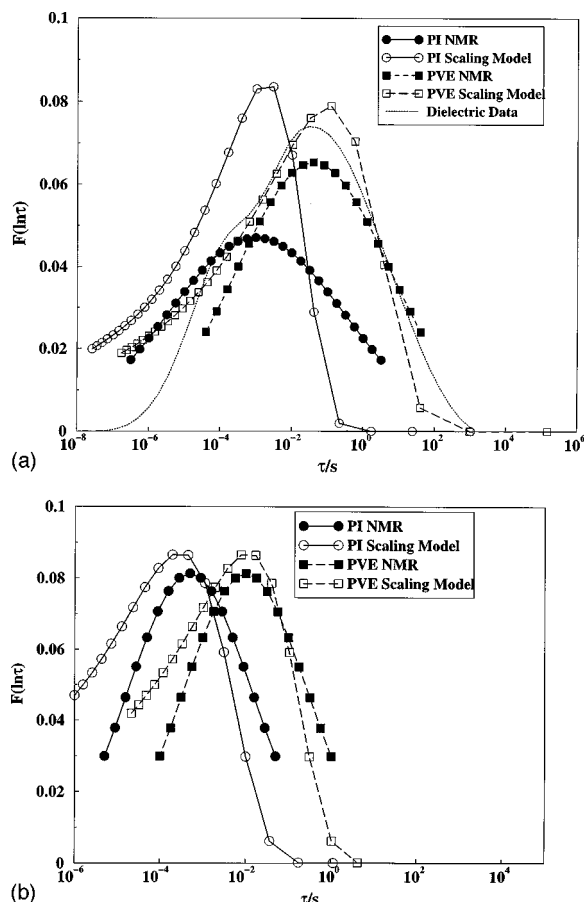 0.1
0.08
0.06
0.04
0.02
0
F(lnτ)
PI NMR
PI Scaling Model
PVE NMR
PVE Scaling Model
Dielectric Data
10⁻⁸ 10⁻⁶ 10⁻⁴ 10⁻² 10⁰ 10² 10⁴ 10⁶
τ/s
(a)
0.1
0.08
0.06
0.04
0.02
0
F(lnτ)
PI NMR
PI Scaling Model
PVE NMR
PVE Scaling Model
10⁻⁶ 10⁻⁴ 10⁻² 10⁰ 10² 10⁴
τ/s
(b)